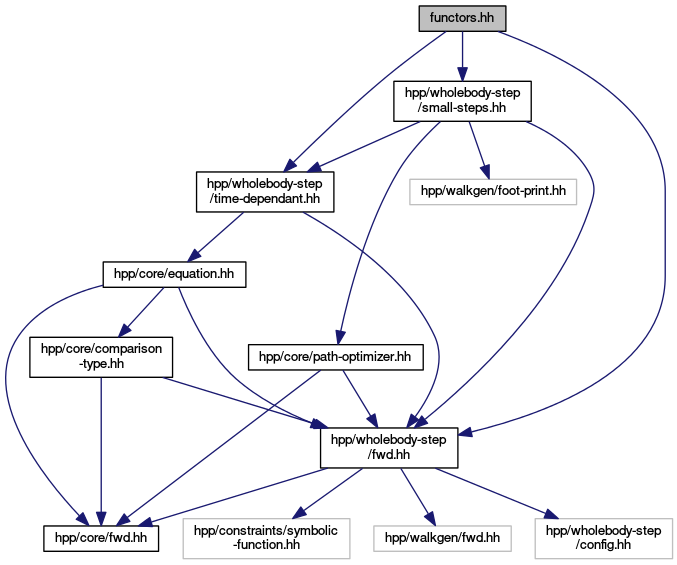 functors.hh
hpp/wholebody-step
/small-steps.hh
hpp/wholebody-step
/time-dependant.hh
hpp/walkgen/foot-print.hh
hpp/core/equation.hh
hpp/core/comparison
-type.hh
hpp/core/path-optimizer.hh
hpp/wholebody-step
/fwd.hh
hpp/core/fwd.hh
hpp/constraints/symbolic
-function.hh
hpp/walkgen/fwd.hh
hpp/wholebody-step
/config.hh